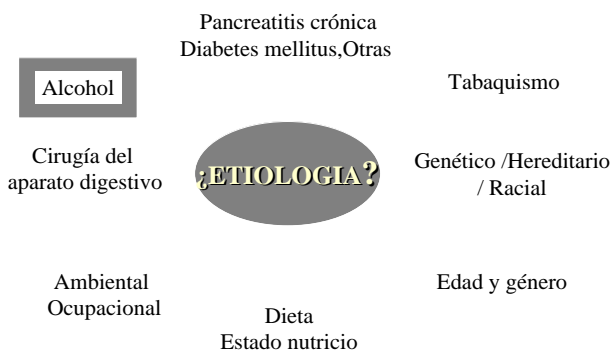 Pancreatitis crónica
Diabetes mellitus,Otras
Alcohol
Tabaquismo
Cirugía del
aparato digestivo
¿ETIOLOGIA?
Genético /Hereditario
/ Racial
Ambiental
Ocupacional
Edad y género
Dieta
Estado nutricio